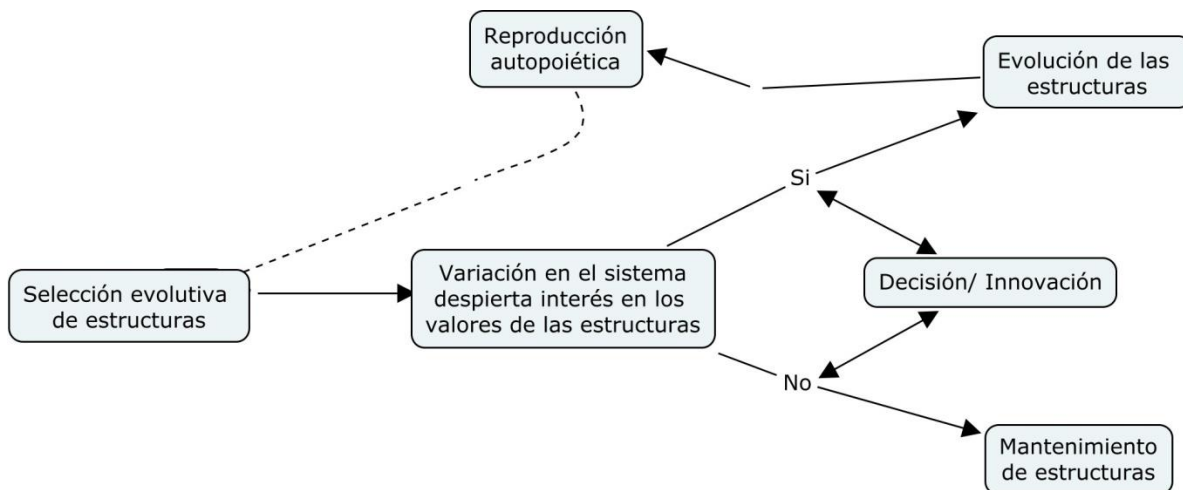 Reproducción
autopoiética
Evolución de las
estructuras
Si
Selección evolutiva
de estructuras
Variación en el sistema
despierta interés en los
valores de las estructuras
Decisión/ Innovación
No
Mantenimiento
de estructuras